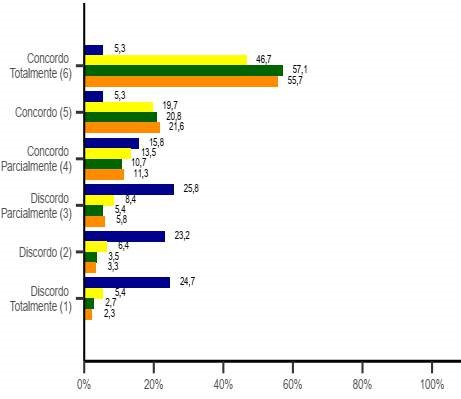 5,3
Concordo
46,7
Totalmente (6)
57,1
55,7
5,3
19,7
Concordo (5)
20,8
21,6
15,8
Concordo
13,5
Parcialmente (4)
10,7
11,3
25,8
Discordo
8,4
Parcialmente (3)
5,4
5,8
23,2
6,4
Discordo (2)
3,5
3,3
24,7
Discordo
5,4
Totalmente (1)
2,7
2,3
0% 20% 40% 60% 80% 100%